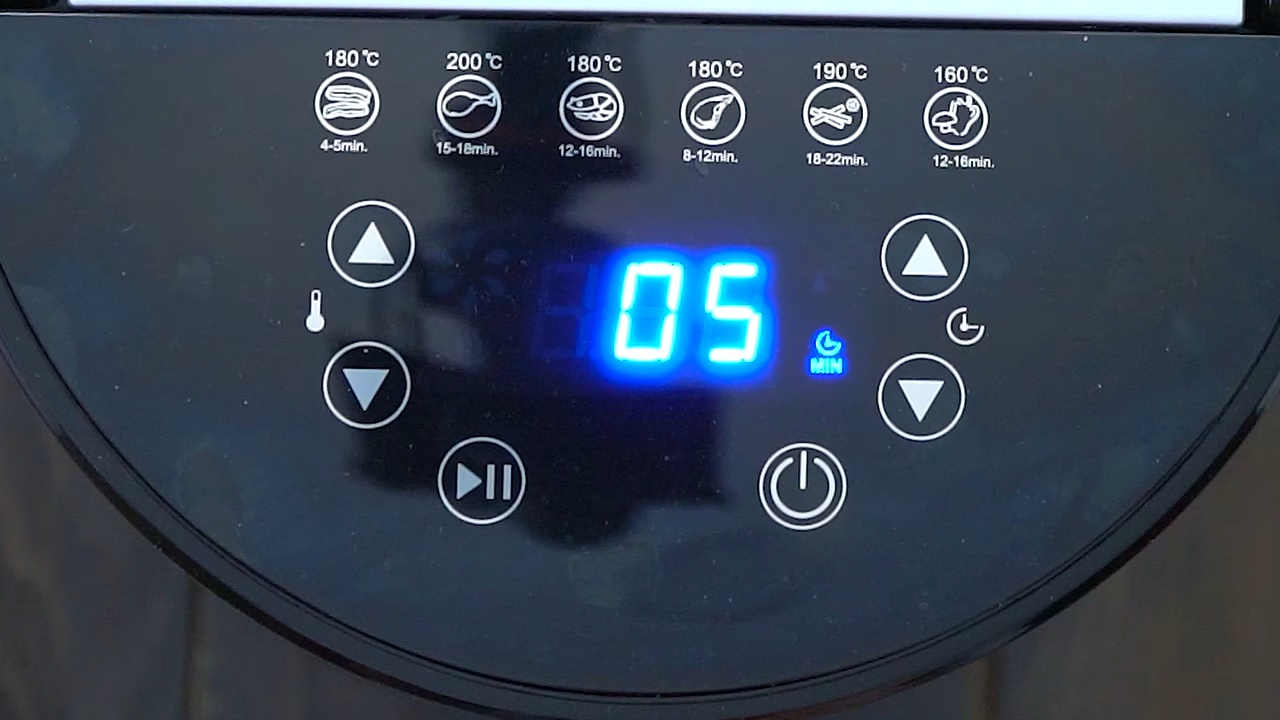 180°C 200°C 180°C 180°C 190°C 160°C
4-5min. 15-18min. 12-16min. 8-12min. 18-22min. 12-16min.
05
MIN